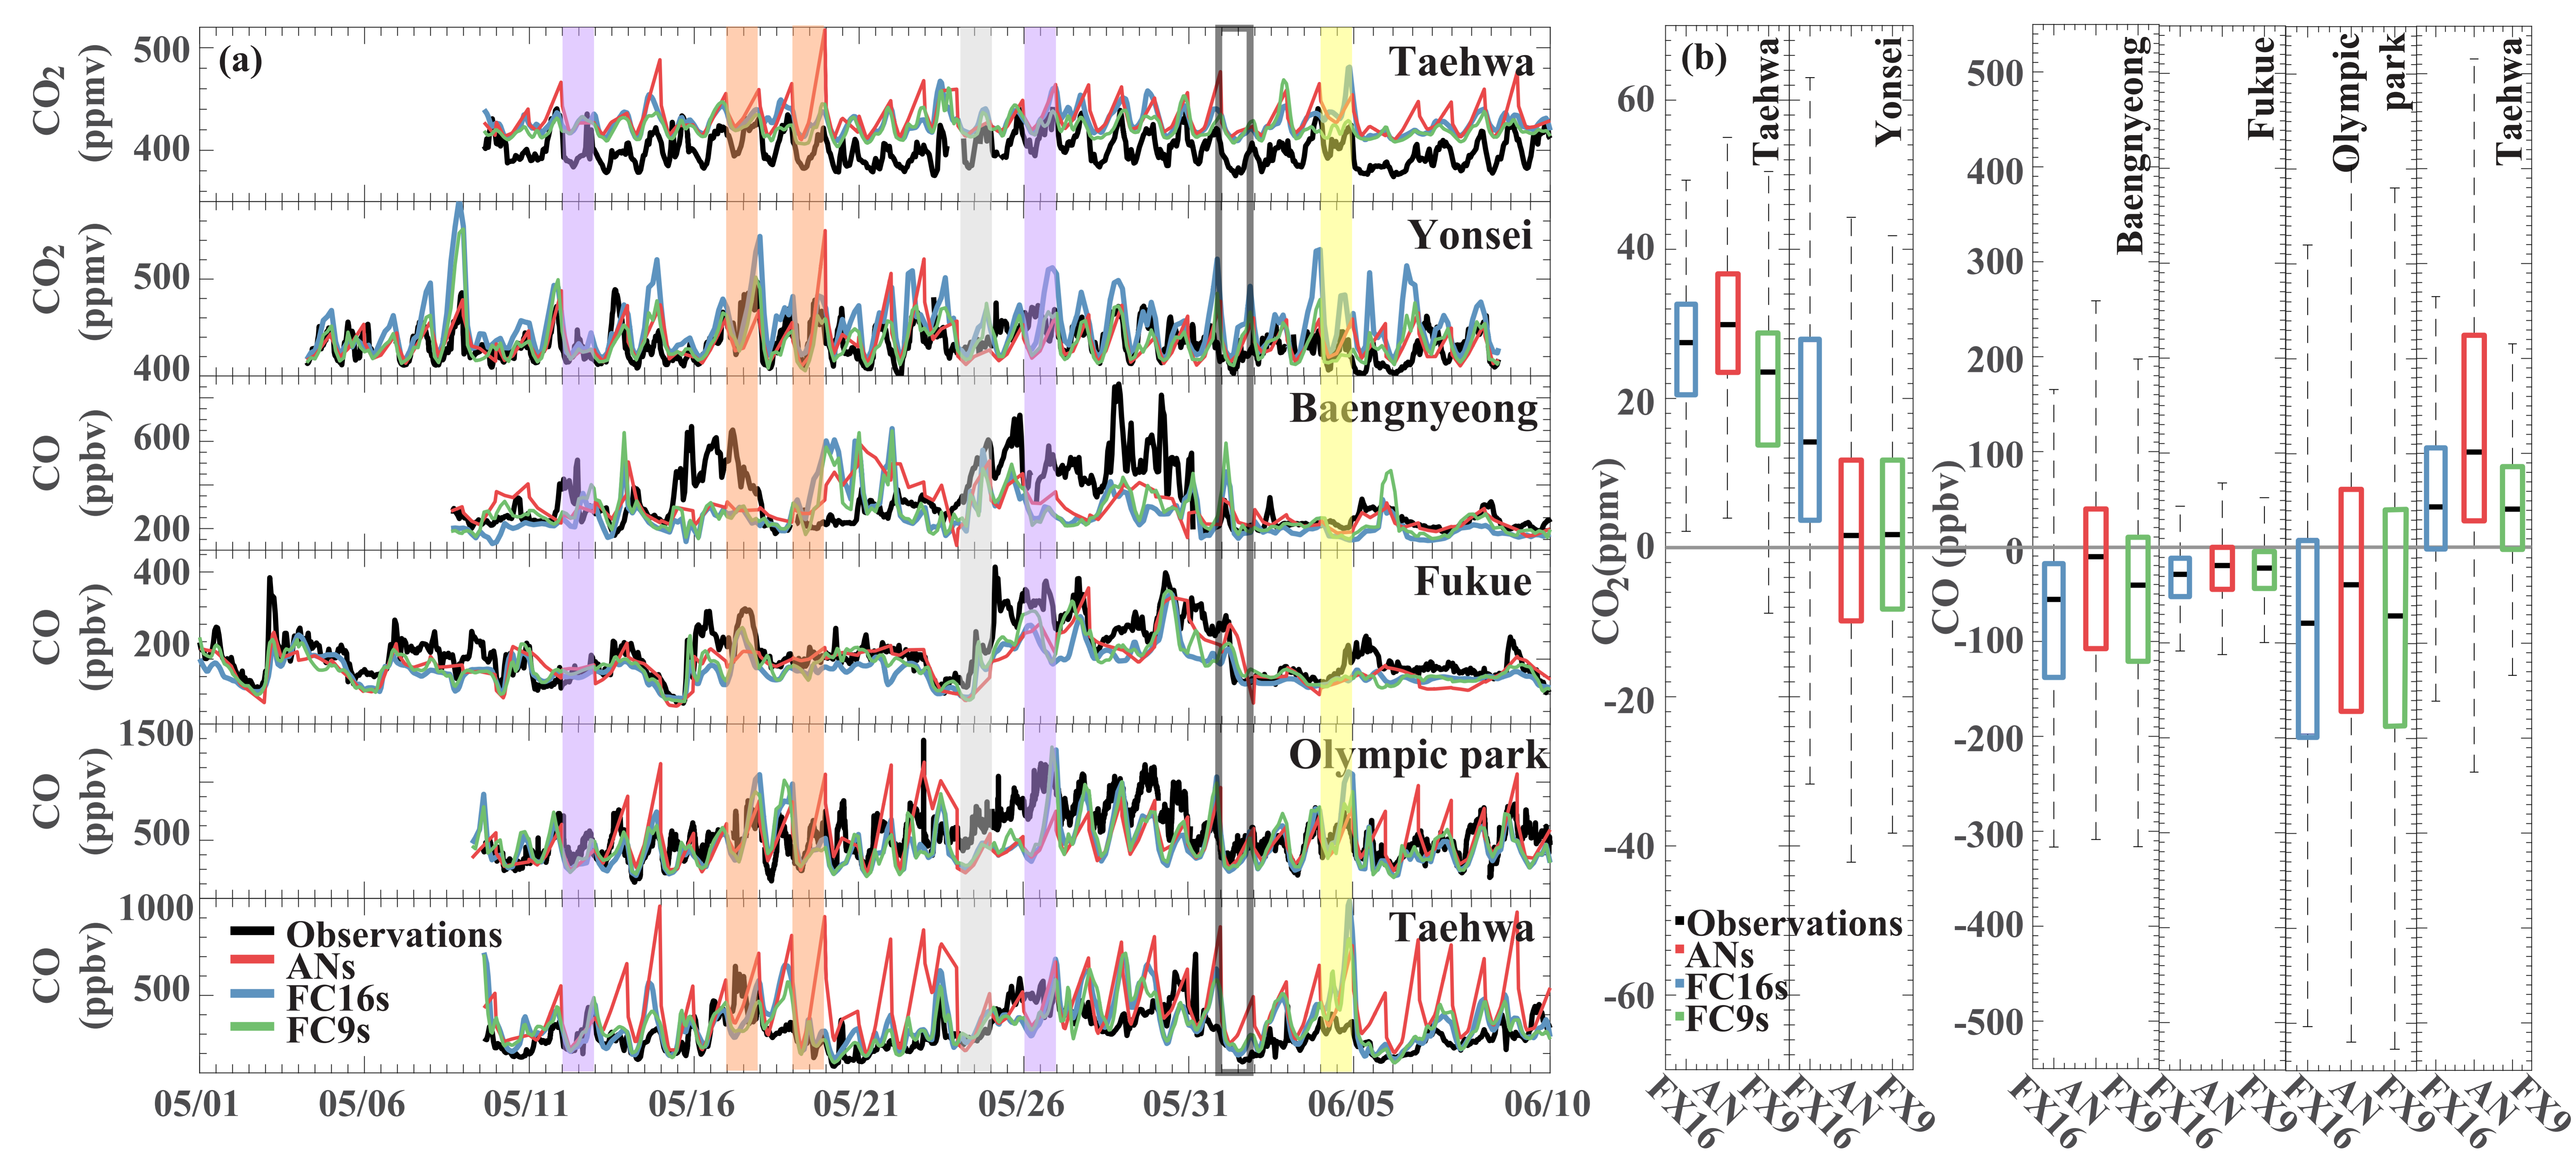 (a)
CO2
(ppmv)
500
400
Taehwa
CO2
(ppmv)
500
400
Yonsei
CO
(ppbv)
600
200
Baengnyeong
CO
(ppbv)
400
200
Fukue
CO
(ppbv)
1500
500
Olympic park
CO
(ppbv)
1000
500
Taehwa
Observations
ANs
FC16s
FC9s
05/01 05/06 05/11 05/16 05/21 05/26 05/31 06/05 06/10
(b)
CO2(ppmv)
60
40
20
0
-20
-40
-60
Taehwa
Yonsei
Observations
ANs
FC16s
FC9s
FX16 AN FX9 FX16 AN FX9
CO (ppbv)
500
400
300
200
100
0
-100
-200
-300
-400
-500
Baengnyeong
Fukue
Olympic
park
Taehwa
FX16 AN FX9 FX16 AN FX9 FX16 AN FX9 FX16 AN FX9